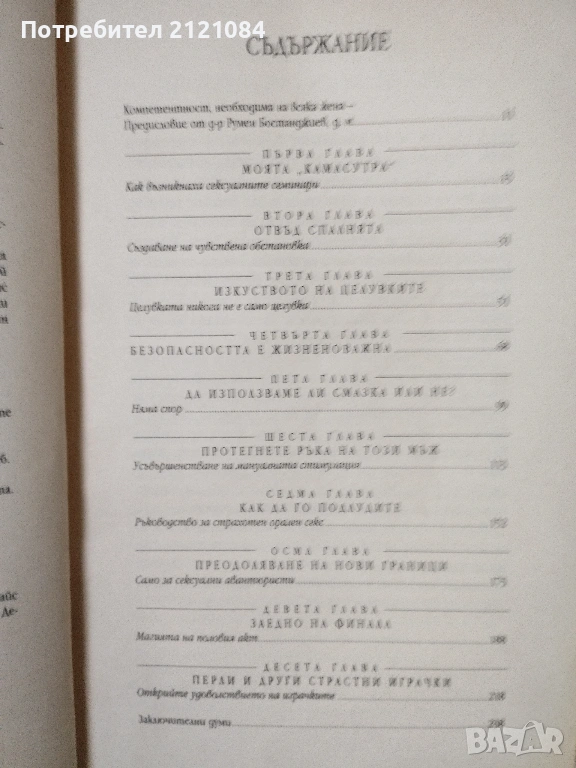 Потребител 2121084
СЪДЪРЖАНИЕ
Компетентност, необходима на всяка жена –
Предисловие от д-р Румен Бостанджиев, д. м.
ПЪРВА ГЛАВА
МОЯТА „КАМАСУТРА“
Как възникнаха сексуалните семинари
ВТОРА ГЛАВА
ОТВЪД СПАЛНЯТА
Създаване на чувствена обстановка
ТРЕТА ГЛАВА
ИЗКУСТВОТО НА ЦЕЛУВКИТЕ
Целувката никога не е само целувка
ЧЕТВЪРТА ГЛАВА
БЕЗОПАСНОСТТА Е ЖИЗНЕНОВАЖНА
ПЕТА ГЛАВА
ДА ИЗПОЛЗВАМЕ ЛИ СМАЗКА ИЛИ НЕ?
Няма спор
ШЕСТА ГЛАВА
ПРОТЕГНЕТЕ РЪКА НА ТОЗИ МЪЖ
Усъвършенстване на мануалната стимулация
СЕДМА ГЛАВА
КАК ДА ГО ПОДЛУДИТЕ
Ръководство за страхотен орален секс
ОСМА ГЛАВА
ПРЕОДОЛЯВАНЕ НА НОВИ ГРАНИЦИ
Само за сексуални авантюристи
ДЕВЕТА ГЛАВА
ЗАЕДНО НА ФИНАЛА
Магията на половия акт
ДЕСЕТА ГЛАВА
ПЕРЛИ И ДРУГИ СТРАСТНИ ИГРАЧКИ
Открийте удоволствието на играчките
Заключителни думи
BAZAR